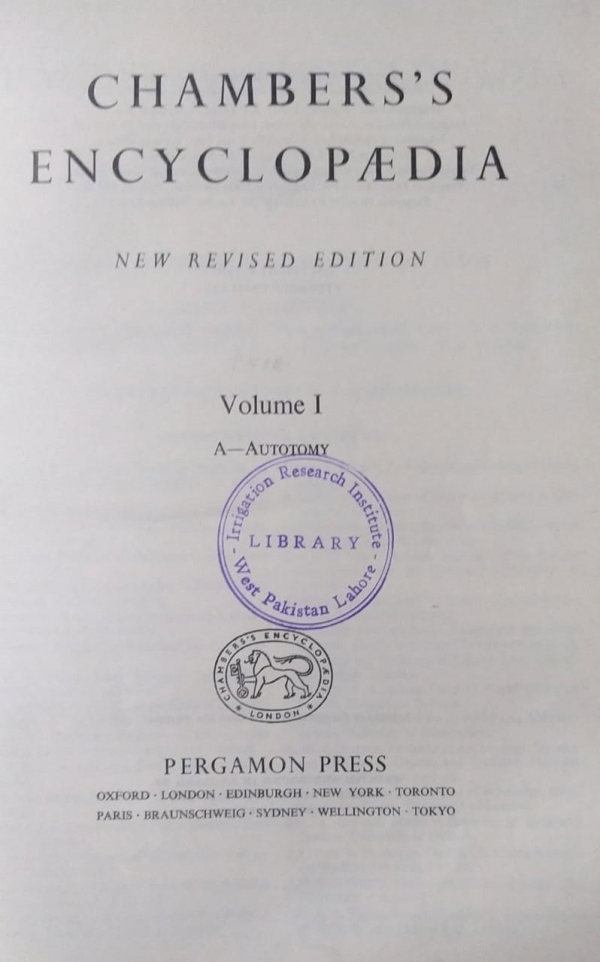 CHAMBERS'S
ENCYCLOPÆDIA
NEW REVISED EDITION
Volume I
A—AUTOTOMY
Irrigation Research Institute
- LIBRARY -
West Pakistan Lahore
CHAMBERS'S ENCYCLOPÆDIA
LONDON
PERGAMON PRESS
OXFORD · LONDON · EDINBURGH · NEW YORK · TORONTO
PARIS · BRAUNSCHWEIG · SYDNEY · WELLINGTON · TOKYO